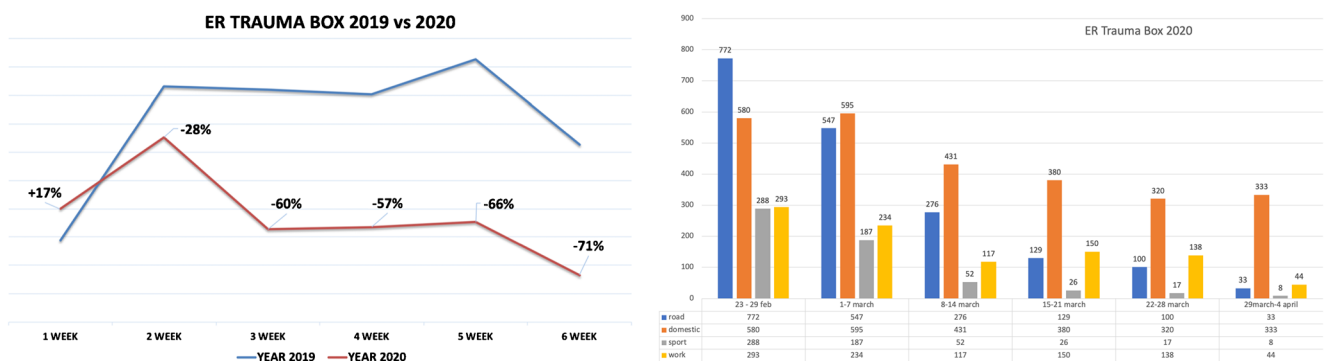 ER TRAUMA BOX 2019 vs 2020
+17%
-28%
-60%
-57%
-66%
-71%
1 WEEK 2 WEEK 3 WEEK 4 WEEK 5 WEEK 6 WEEK
YEAR 2019 YEAR 2020
ER Trauma Box 2020
900
800
700
600
500
400
300
200
100
0
772 580 288 293
547 595 187 234
276 431 52 117
129 380 26 150
100 320 17 138
33 333 8 44
23 - 29 feb 1-7 march 8-14 march 15-21 march 22-28 march 29march-4 april
road 772 547 276 129 100 33
domestic 580 595 431 380 320 333
sport 288 187 52 26 17 8
work 293 234 117 150 138 44